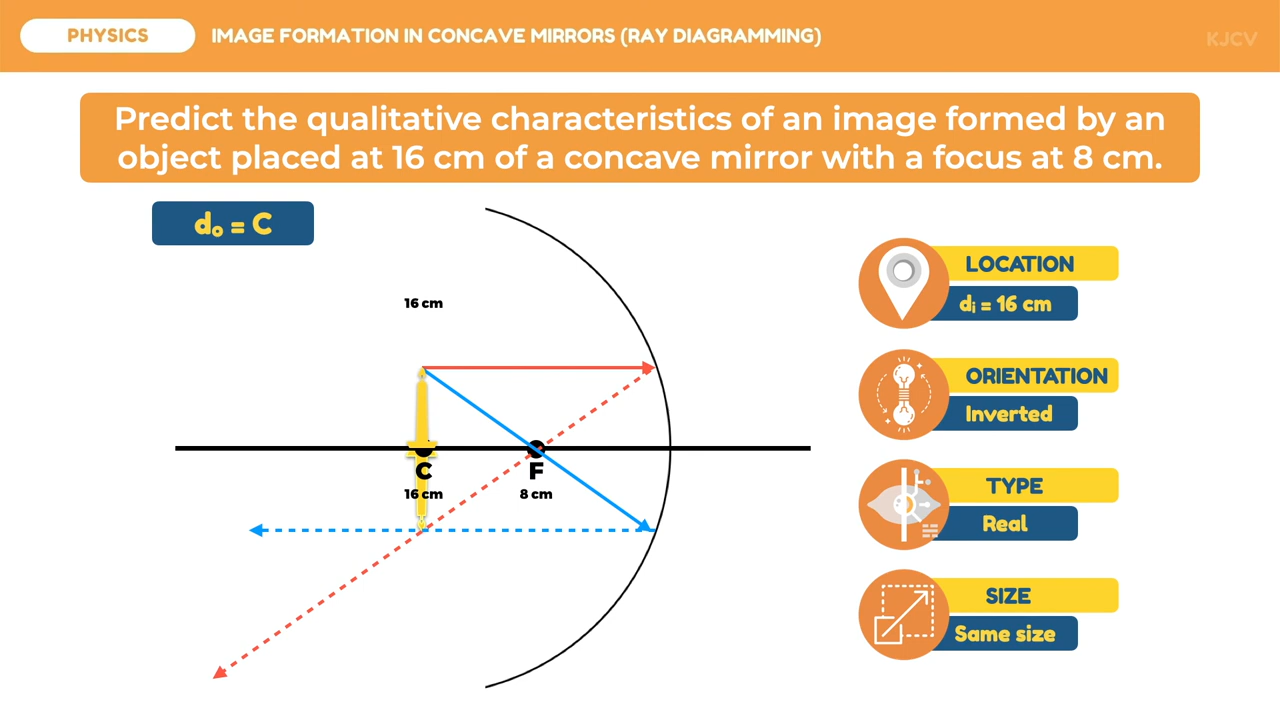 PHYSICS
IMAGE FORMATION IN CONCAVE MIRRORS (RAY DIAGRAMMING)
KJCV
Predict the qualitative characteristics of an image formed by an
object placed at 16 cm of a concave mirror with a focus at 8 cm.
dₒ = C
16 cm
C
16 cm
F
8 cm
LOCATION
dᵢ = 16 cm
ORIENTATION
Inverted
TYPE
Real
SIZE
Same size